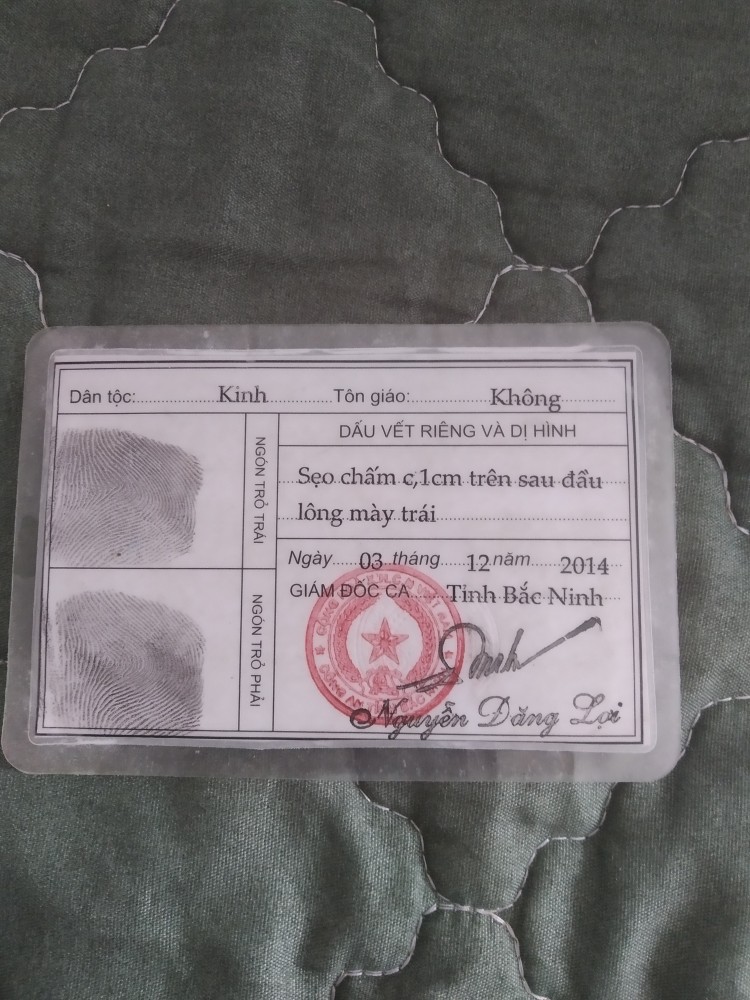 Dân tộc: Kinh Tôn giáo: Không
NGÓN TRỎ TRÁI
DẤU VẾT RIÊNG VÀ DỊ HÌNH
Sẹo chấm c,1cm trên sau đầu
lông mày trái
Ngày 03 tháng 12 năm 2014
NGÓN TRỎ PHẢI
GIÁM ĐỐC CA Tỉnh Bắc Ninh
Nguyễn Đăng Lợi